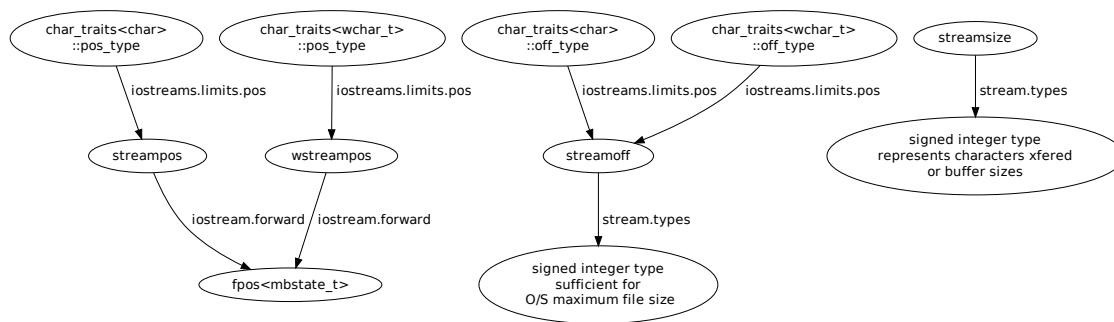 char_traits<char>
::pos_type
char_traits<wchar_t>
::pos_type
char_traits<char>
::off_type
char_traits<wchar_t>
::off_type
streamsize
iostreams.limits.pos
iostreams.limits.pos
iostreams.limits.pos
iostreams.limits.pos
stream.types
streampos
wstreampos
streamoff
signed integer type
represents characters xfered
or buffer sizes
iostream.forward
iostream.forward
stream.types
fpos<mbstate_t>
signed integer type
sufficient for
O/S maximum file size